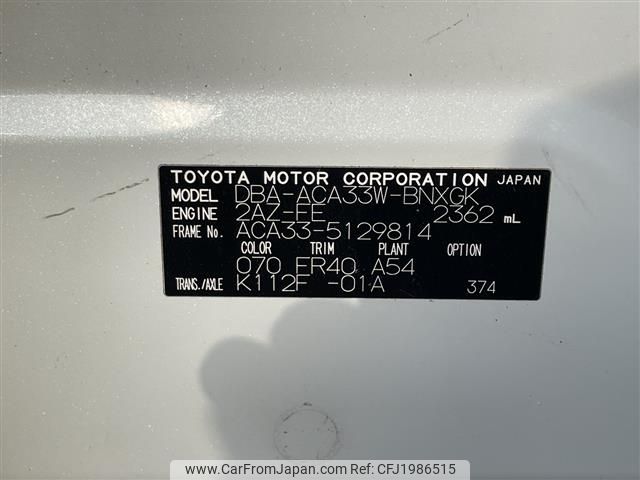 TOYOTA MOTOR CORPORATION JAPAN
MODEL DBA-ACA33W-BNXGK
ENGINE 2AZ-FE 2362 mL
FRAME No. ACA33-5129814
COLOR TRIM PLANT OPTION
070 FR40 A54
TRANS./AXLE K112F -01A 374
www.CarFromJapan.com - CFJ1986515